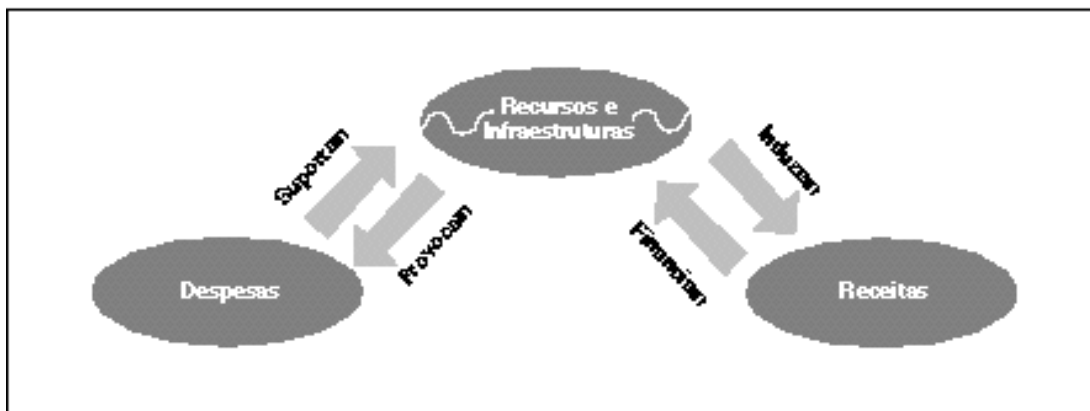 Recursos e
Infraestruturas
Suportam
Provocam
Induzem
Financiam
Despesas
Receitas